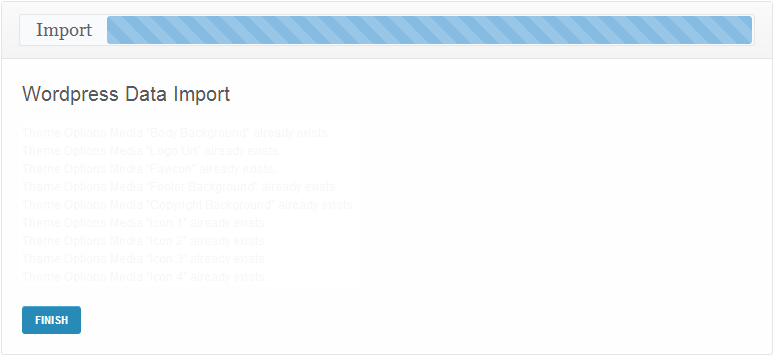 Import
Wordpress Data Import
Theme Options Media "Body Background" already exists.
Theme Options Media "Logo Url" already exists.
Theme Options Media "Favicon" already exists.
Theme Options Media "Footer Background" already exists.
Theme Options Media "Copyright Background" already exists.
Theme Options Media "Icon 1" already exists.
Theme Options Media "Icon 2" already exists.
Theme Options Media "Icon 3" already exists.
Theme Options Media "Icon 4" already exists.
FINISH